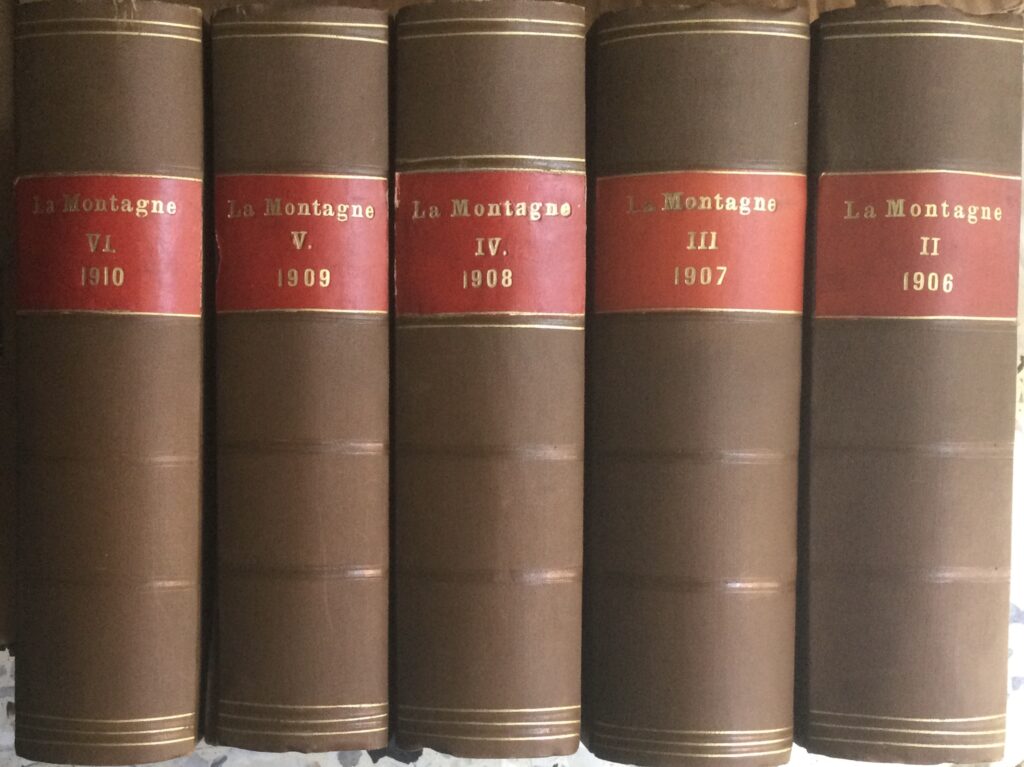 La Montagne
VI.
1910
La Montagne
V.
1909
La Montagne
IV.
1908
La Montagne
III
1907
La Montagne
II
1906